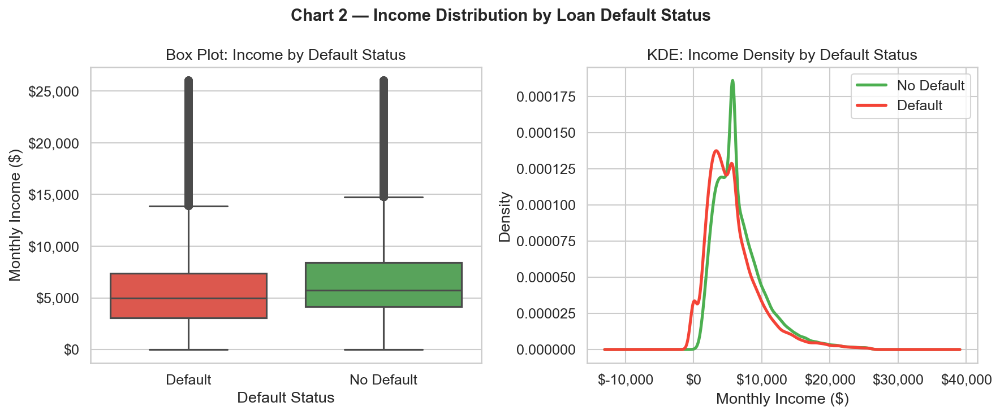 Chart 2 — Income Distribution by Loan Default Status
Box Plot: Income by Default Status
$25,000
$20,000
$15,000
$10,000
$5,000
$0
Monthly Income ($)
Default
No Default
Default Status
KDE: Income Density by Default Status
No Default
Default
0.000175
0.000150
0.000125
0.000100
0.000075
0.000050
0.000025
0.000000
Density
$-10,000
$0
$10,000
$20,000
$30,000
$40,000
Monthly Income ($)